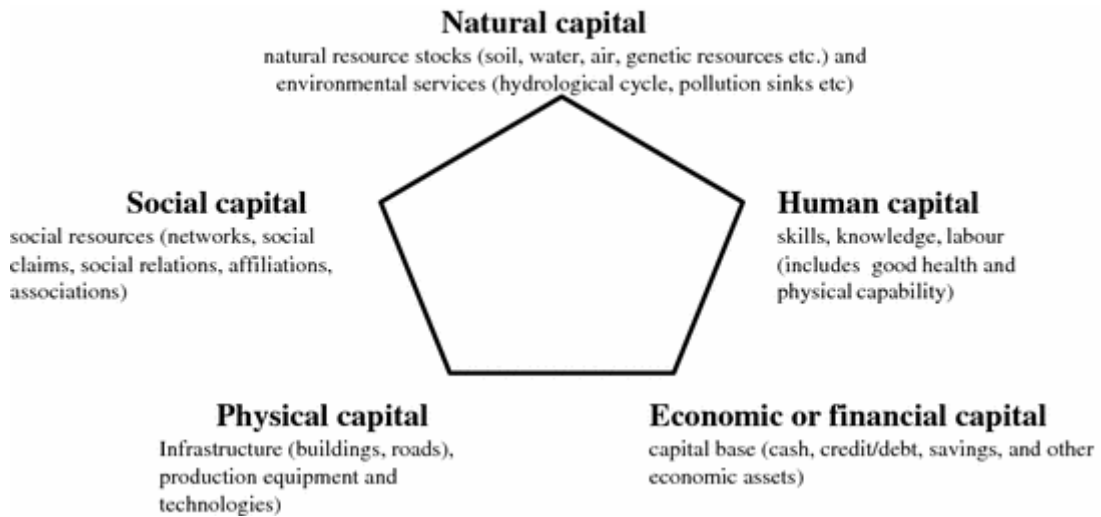 Natural capital
natural resource stocks (soil, water, air, genetic resources etc.) and
environmental services (hydrological cycle, pollution sinks etc)
Social capital
social resources (networks, social
claims, social relations, affiliations,
associations)
Human capital
skills, knowledge, labour
(includes good health and
physical capability)
Physical capital
Infrastructure (buildings, roads),
production equipment and
technologies)
Economic or financial capital
capital base (cash, credit/debt, savings, and other
economic assets)